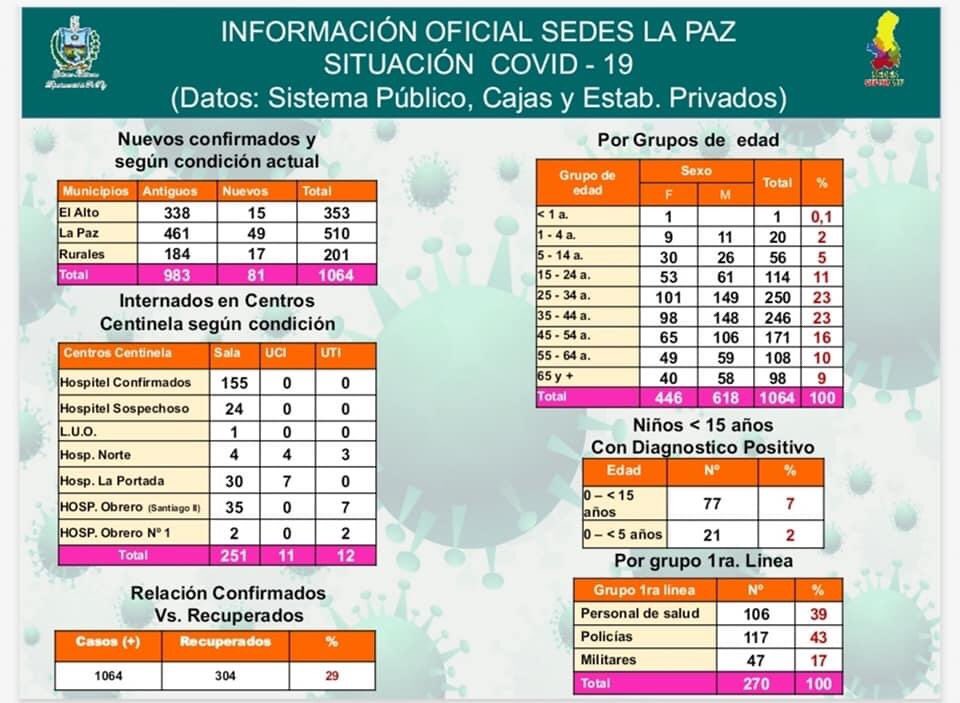 INFORMACIÓN OFICIAL SEDES LA PAZ
SITUACIÓN COVID - 19
(Datos: Sistema Público, Cajas y Estab. Privados)
Nuevos confirmados y
según condición actual
Municipios Antiguos Nuevos Total
El Alto 338 15 353
La Paz 461 49 510
Rurales 184 17 201
Total 983 81 1064
Internados en Centros
Centinela según condición
Centros Centinela Sala UCI UTI
Hospitel Confirmados 155 0 0
Hospitel Sospechoso 24 0 0
L.U.O. 1 0 0
Hosp. Norte 4 4 3
Hosp. La Portada 30 7 0
HOSP. Obrero (Santiago II) 35 0 7
HOSP. Obrero Nº 1 2 0 2
Total 251 11 12
Relación Confirmados
Vs. Recuperados
Casos (+) Recuperados %
1064 304 29
Por Grupos de edad
Grupo de edad Sexo Total %
F M
< 1 a. 1 1 0,1
1 - 4 a. 9 11 20 2
5 - 14 a. 30 26 56 5
15 - 24 a. 53 61 114 11
25 - 34 a. 101 149 250 23
35 - 44 a. 98 148 246 23
45 - 54 a. 65 106 171 16
55 - 64 a. 49 59 108 10
65 y + 40 58 98 9
Total 446 618 1064 100
Niños < 15 años
Con Diagnostico Positivo
Edad Nº %
0 – < 15 años 77 7
0 – < 5 años 21 2
Por grupo 1ra. Linea
Grupo 1ra línea Nº %
Personal de salud 106 39
Policías 117 43
Militares 47 17
Total 270 100